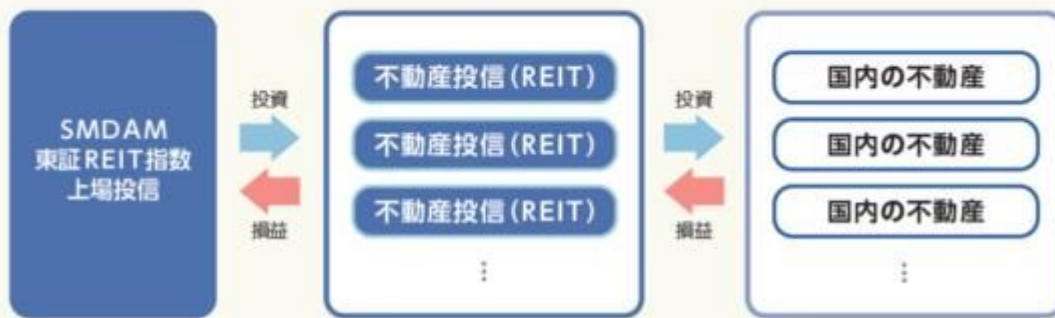 SMDAM
東証REIT指数
上場投信
投資
損益
不動産投信(REIT)
不動産投信(REIT)
不動産投信(REIT)
⋮
投資
損益
国内の不動産
国内の不動産
国内の不動産
⋮